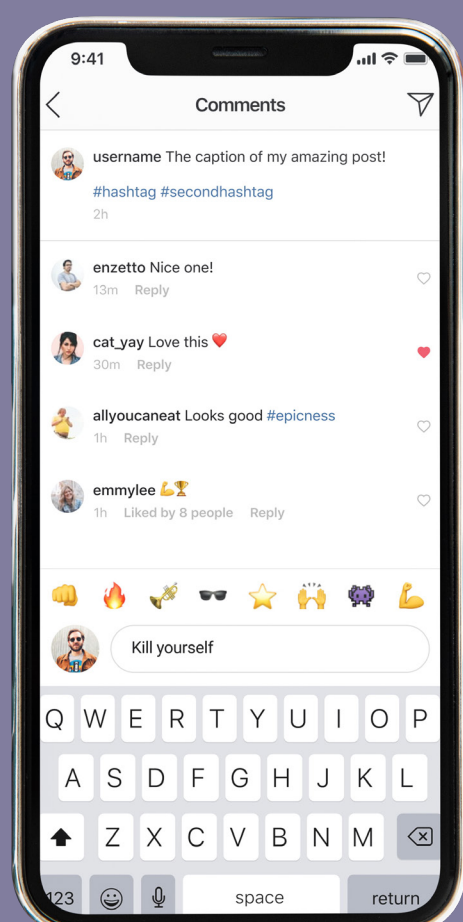 9:41
Comments
username The caption of my amazing post!
#hashtag #secondhashtag
2h
enzetto Nice one!
13m Reply
cat_yay Love this ❤️
30m Reply
allyoucaneat Looks good #epicness
1h Reply
emmylee 💪🏆
1h Liked by 8 people Reply
Kill yourself
Q W E R T Y U I O P
A S D F G H J K L
Z X C V B N M
123 space return